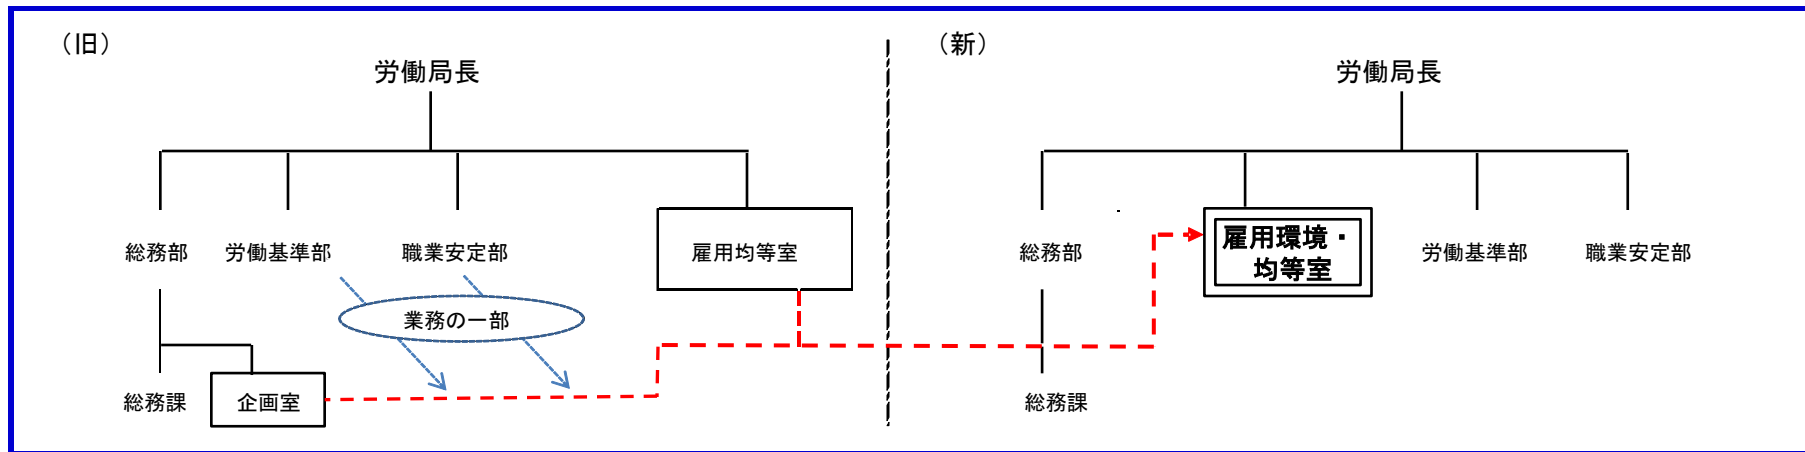 （旧）
労働局長
総務部
労働基準部
職業安定部
雇用均等室
業務の一部
総務課
企画室
（新）
労働局長
総務部
雇用環境・
均等室
労働基準部
職業安定部
総務課